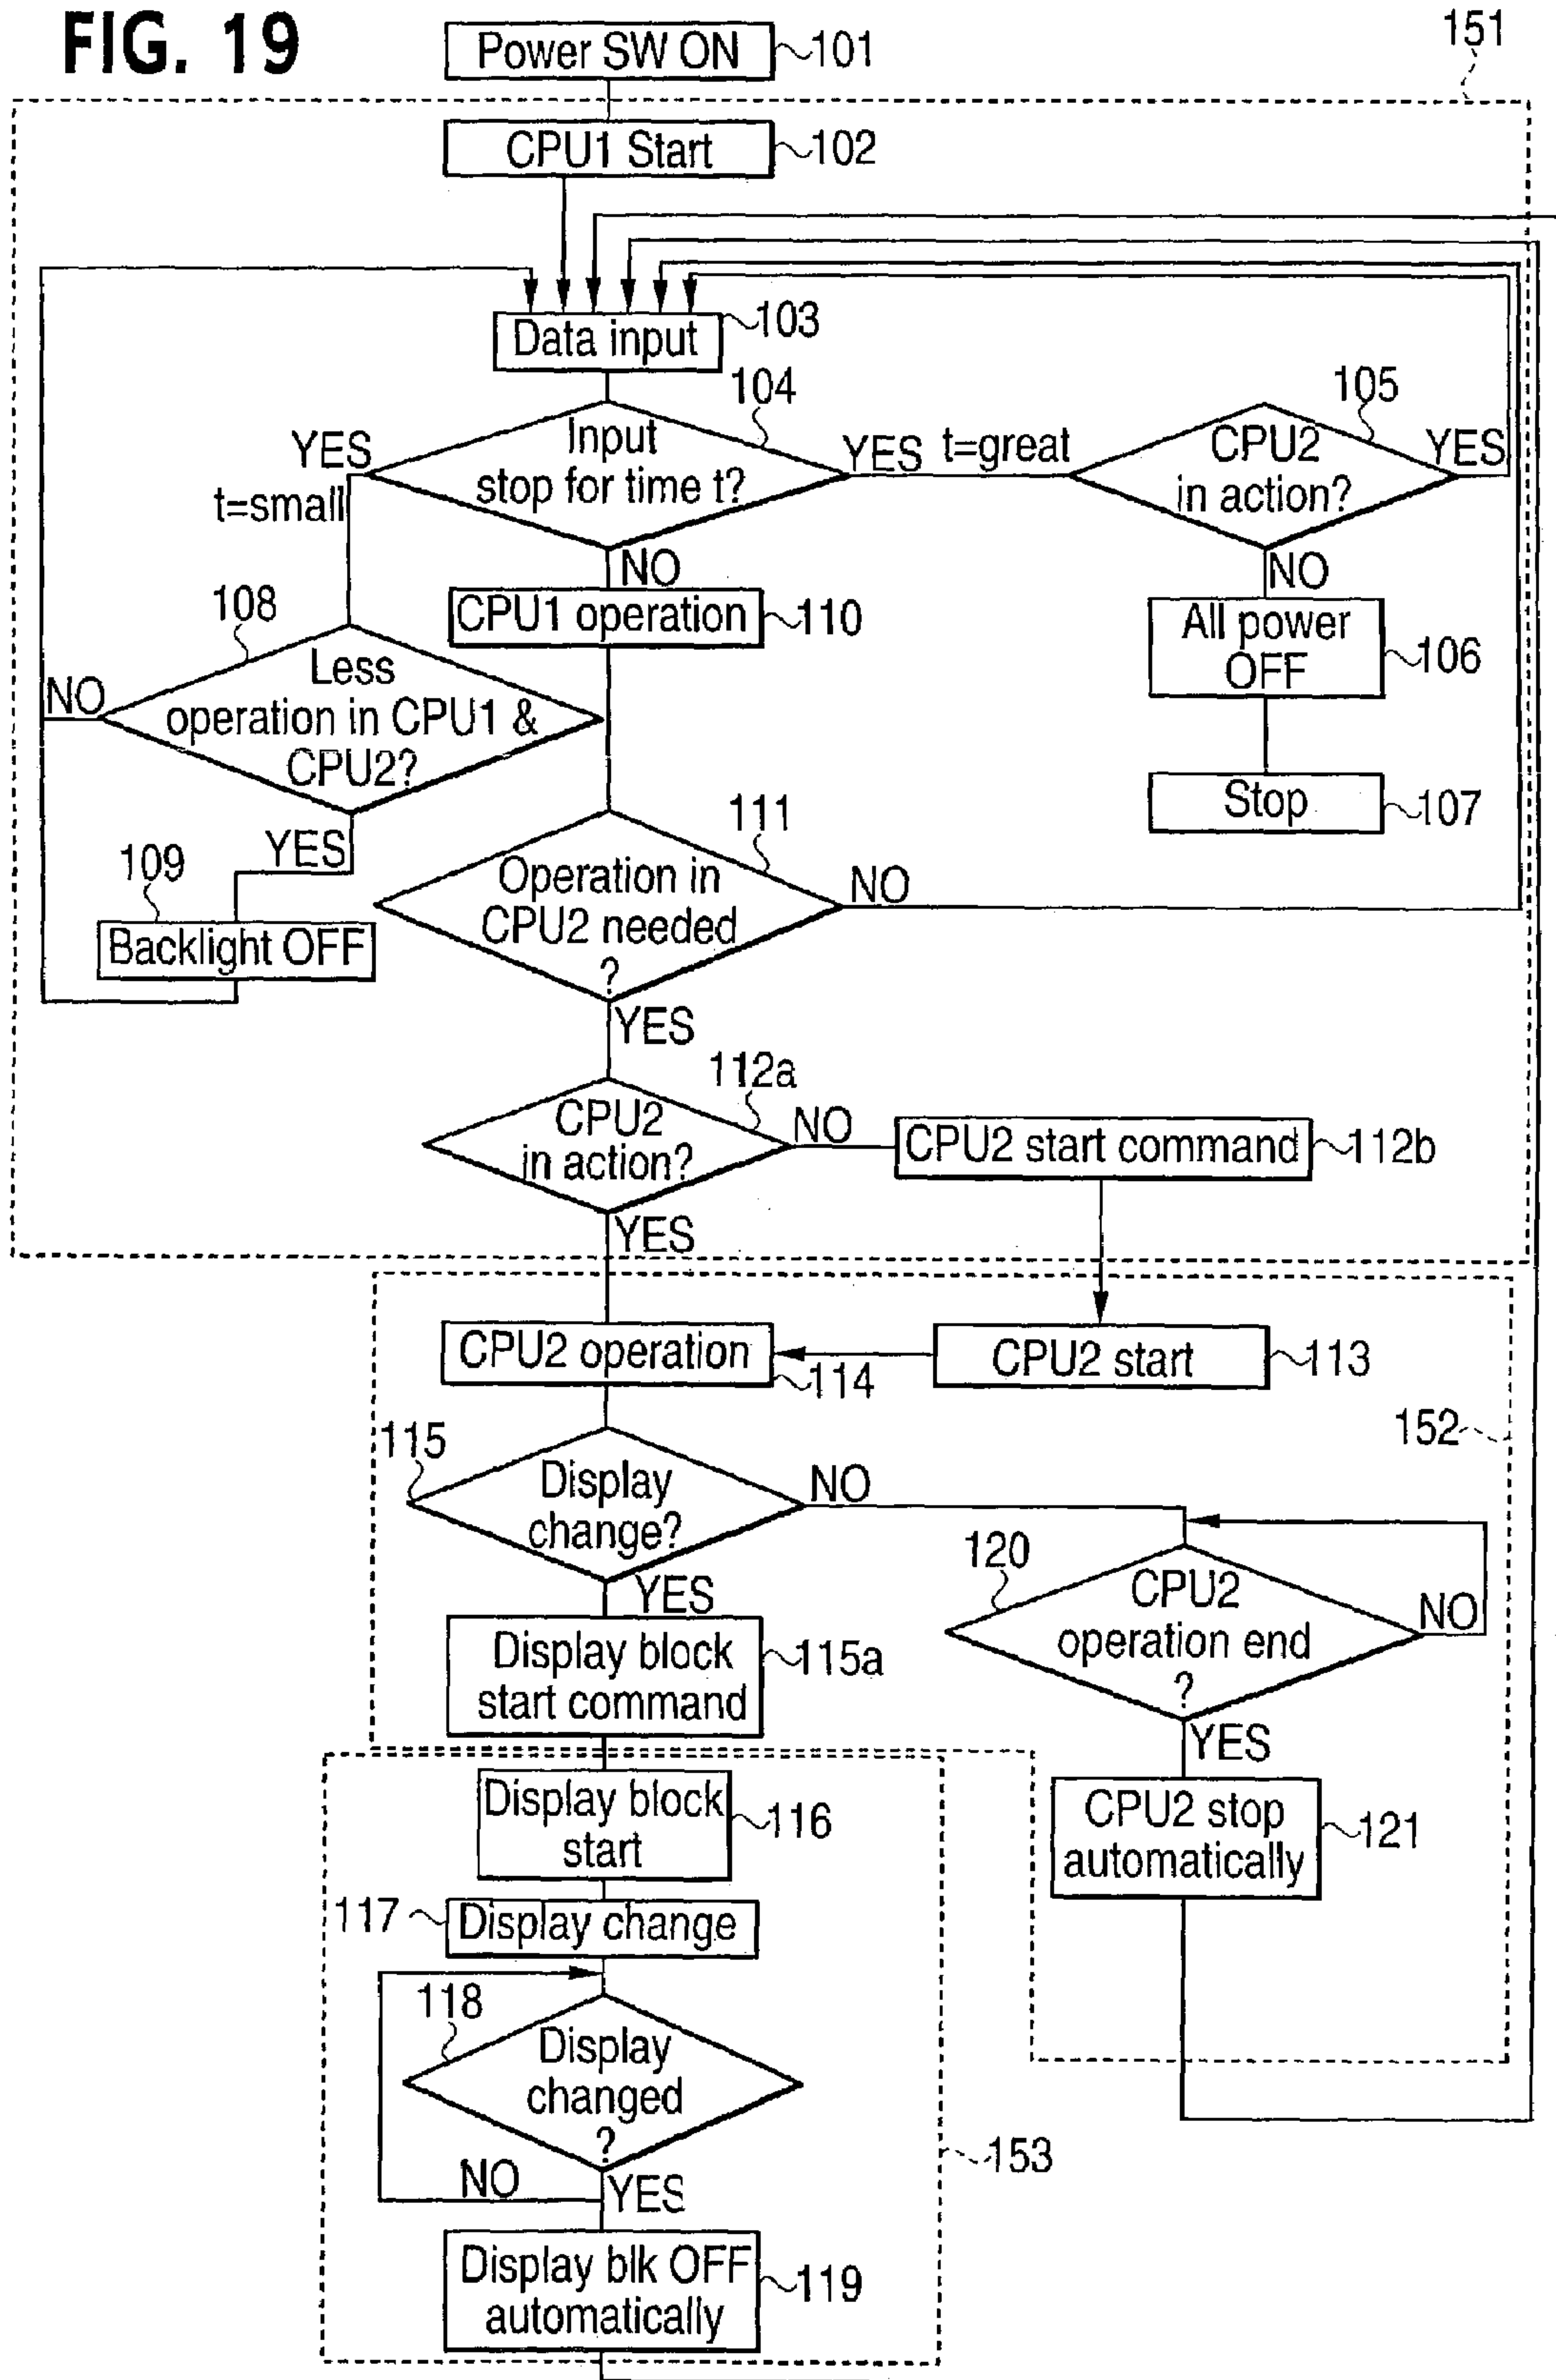 FIG. 19
Power SW ON
101
151
CPU1 Start
102
Data input
103
104
105
YES
Input
stop for time t?
YES t=great
CPU2
in action?
YES
t=small
NO
NO
108
CPU1 operation
110
All power
OFF
106
Less
operation in CPU1 &
CPU2?
NO
Stop
107
111
YES
109
Operation in
CPU2 needed
?
NO
Backlight OFF
YES
112a
CPU2
in action?
NO
CPU2 start command
112b
YES
CPU2 operation
114
CPU2 start
113
152
115
Display
change?
NO
120
CPU2
operation end
?
NO
YES
Display block
start command
115a
YES
Display block
start
116
CPU2 stop
automatically
121
117
Display change
118
Display
changed
?
153
NO
YES
Display blk OFF
automatically
119